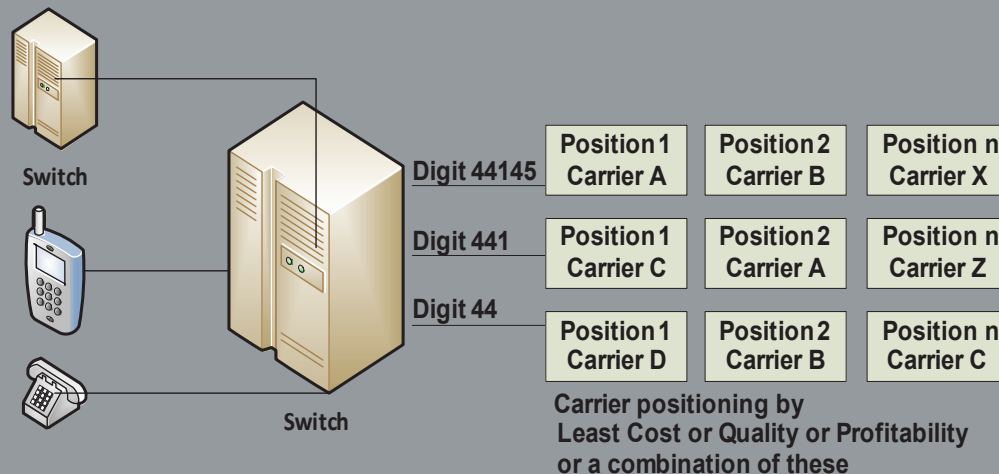 Switch
Switch
Digit 44145
Position 1
Carrier A
Position 2
Carrier B
Position n
Carrier X
Digit 441
Position 1
Carrier C
Position 2
Carrier A
Position n
Carrier Z
Digit 44
Position 1
Carrier D
Position 2
Carrier B
Position n
Carrier C
Carrier positioning by
Least Cost or Quality or Profitability
or a combination of these